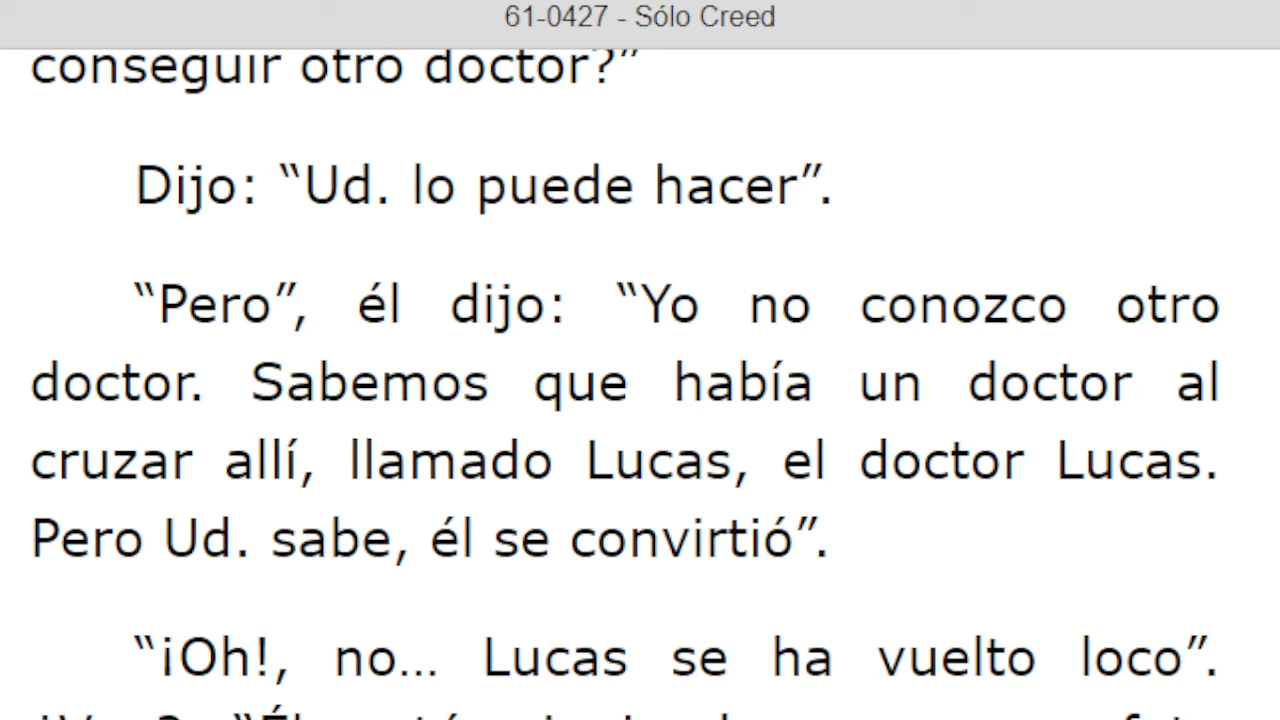 61-0427 - Sólo Creed
conseguir otro doctor?”
Dijo: “Ud. lo puede hacer”.
“Pero”, él dijo: “Yo no conozco otro
doctor. Sabemos que había un doctor al
cruzar allí, llamado Lucas, el doctor Lucas.
Pero Ud. sabe, él se convirtió”.
“¡Oh!, no... Lucas se ha vuelto loco”.